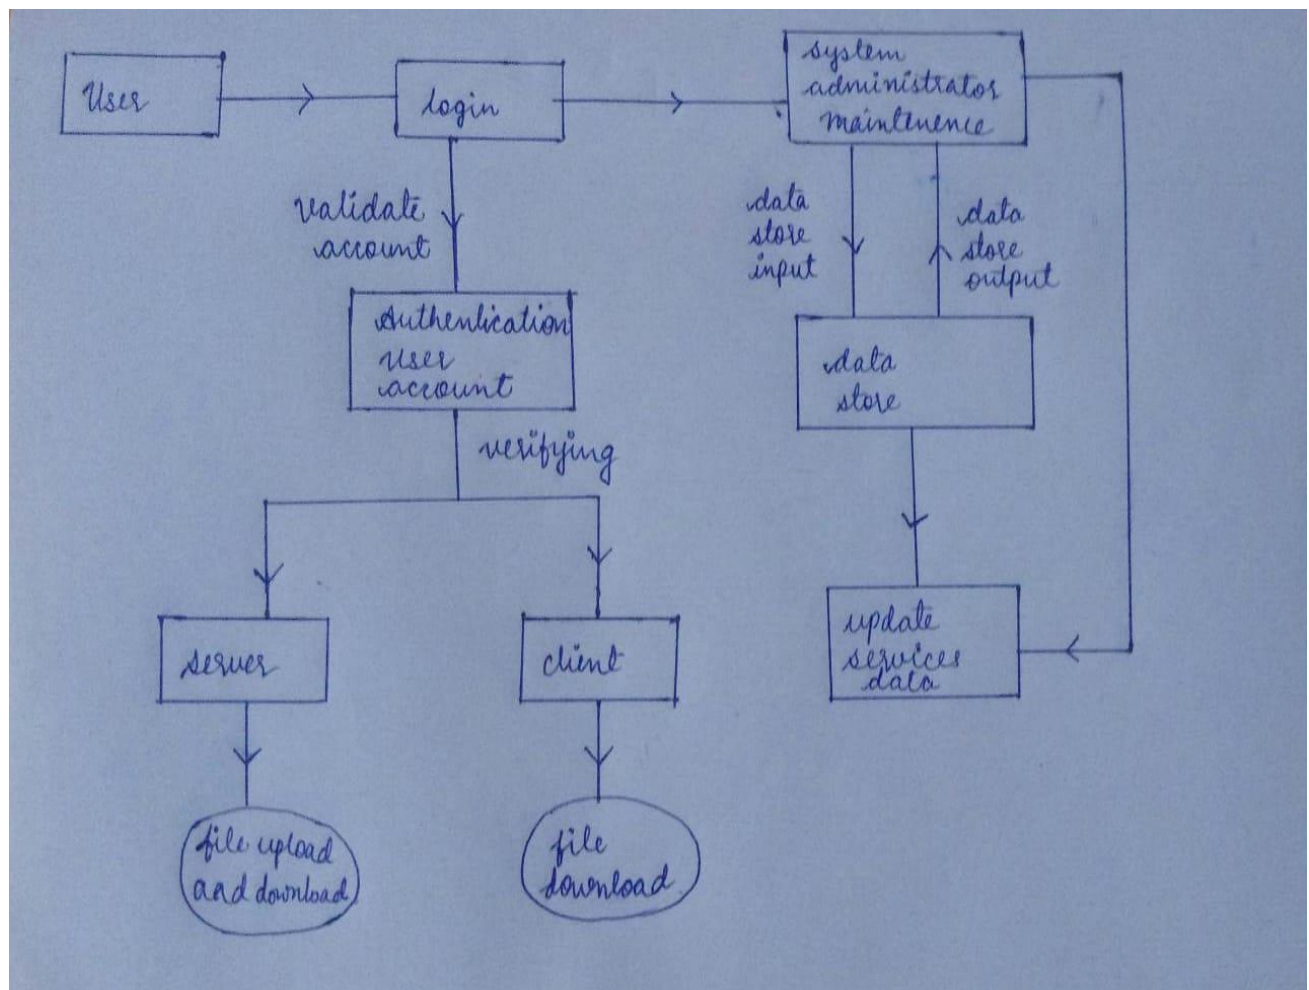 User
login
system
administrator
maintenence
validate
account
data
store
input
data
store
output
Authentication
user
account
data
store
verifying
server
client
update
services
data
file upload
and download
file
download